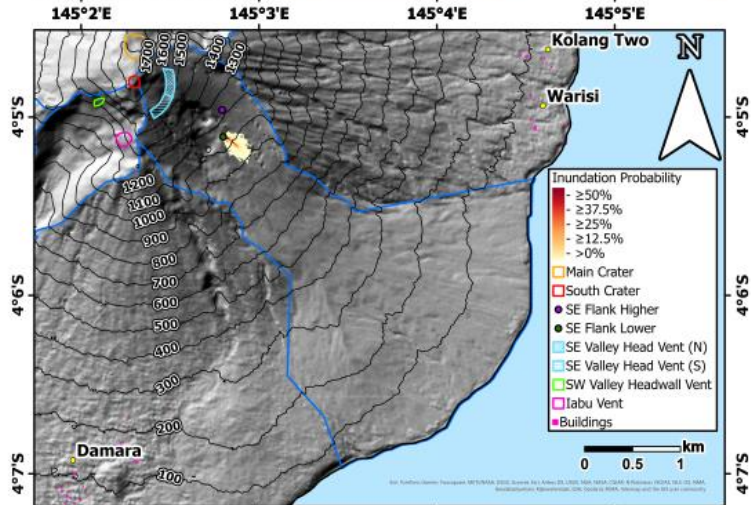 145°2'E 145°3'E 145°4'E 145°5'E
1700 1600 1500 1400 1300
Kolang Two
N
Warisi
4°5'S 4°5'S
Inundation Probability
- ≥50%
- ≥37.5%
- ≥25%
- ≥12.5%
- >0%
Main Crater
South Crater
SE Flank Higher
SE Flank Lower
SE Valley Head Vent (N)
SE Valley Head Vent (S)
SW Valley Headwall Vent
Iabu Vent
Buildings
1200
1100
1000
900
800
700
600
500
400
300
200
100
4°6'S 4°6'S
Damara
km
0 0.5 1
4°7'S 4°7'S